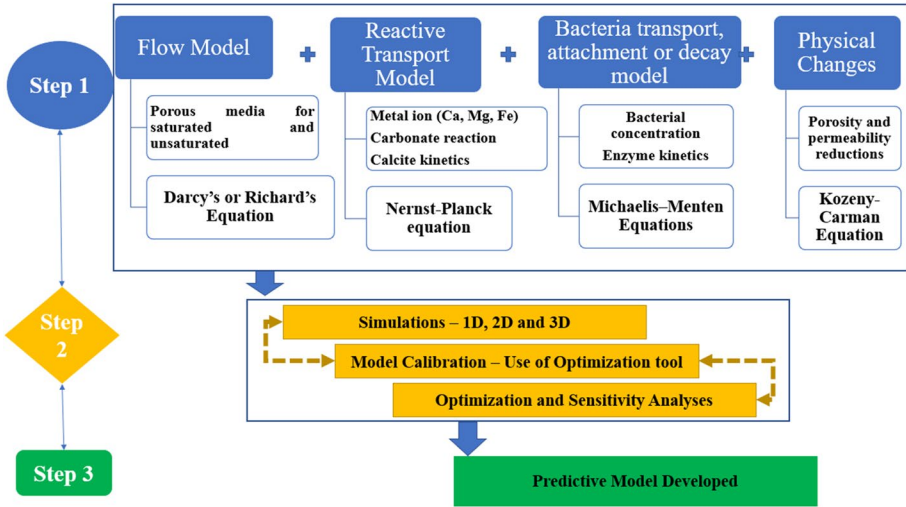 Step 1
Flow Model
+
Reactive
Transport
Model
+
Bacteria transport,
attachment or decay
model
+
Physical
Changes
Porous media for
saturated and
unsaturated
Darcy's or Richard's
Equation
Metal ion (Ca, Mg, Fe)
Carbonate reaction
Calcite kinetics
Nernst-Planck
equation
Bacterial
concentration
Enzyme kinetics
Michaelis–Menten
Equations
Porosity and
permeability
reductions
Kozeny-
Carman
Equation
Step
2
Simulations – 1D, 2D and 3D
Model Calibration – Use of Optimization tool
Optimization and Sensitivity Analyses
Step 3
Predictive Model Developed